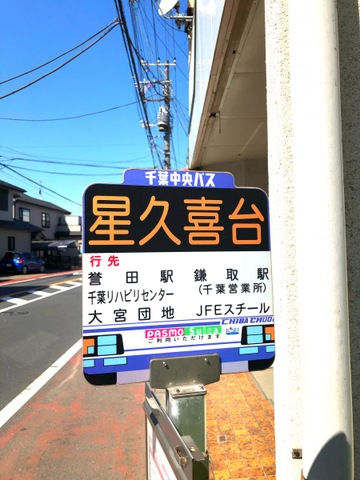 千葉中央バス
星久喜台
行先
誉田駅 鎌取駅
千葉リハビリセンター (千葉営業所)
大宮団地 JFEスチール
CHIBA CHUO
PASMO Suica
ご利用いただけます